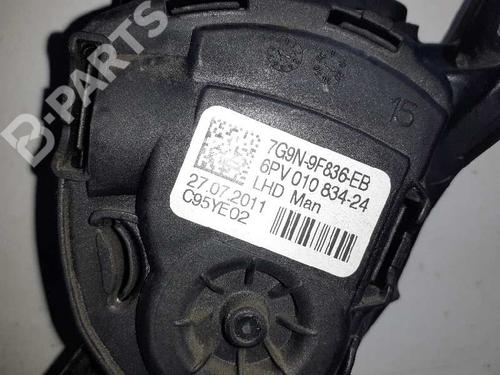 B-PARTS
15
7G9N-9F836-EB
6PV 010 834-24
27.07.2011 LHD Man
C95YE02